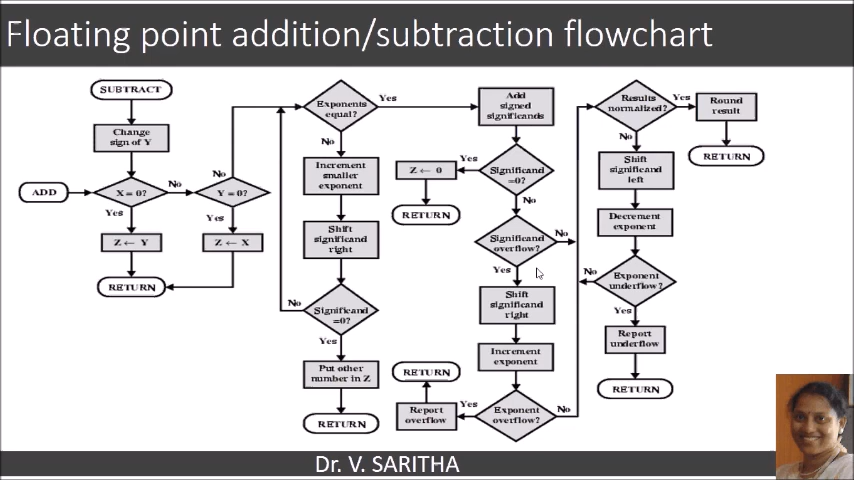 Floating point addition/subtraction flowchart
SUBTRACT
Change
sign of Y
ADD
X = 0?
No
Yes
Z ← Y
RETURN
Y = 0?
No
Yes
Z ← X
Exponents
equal?
Yes
No
Increment
smaller
exponent
Shift
significand
right
Significand
=0?
No
Yes
Put other
number in Z
RETURN
Add
signed
significands
Significand
=0?
Yes
Z ← 0
RETURN
No
Significand
overflow?
No
Yes
Shift
significand
right
Increment
exponent
Exponent
overflow?
Yes
Report
overflow
RETURN
No
Results
normalized?
Yes
Round
result
RETURN
No
Shift
significand
left
Decrement
exponent
Exponent
underflow?
No
Yes
Report
underflow
RETURN
Dr. V. SARITHA